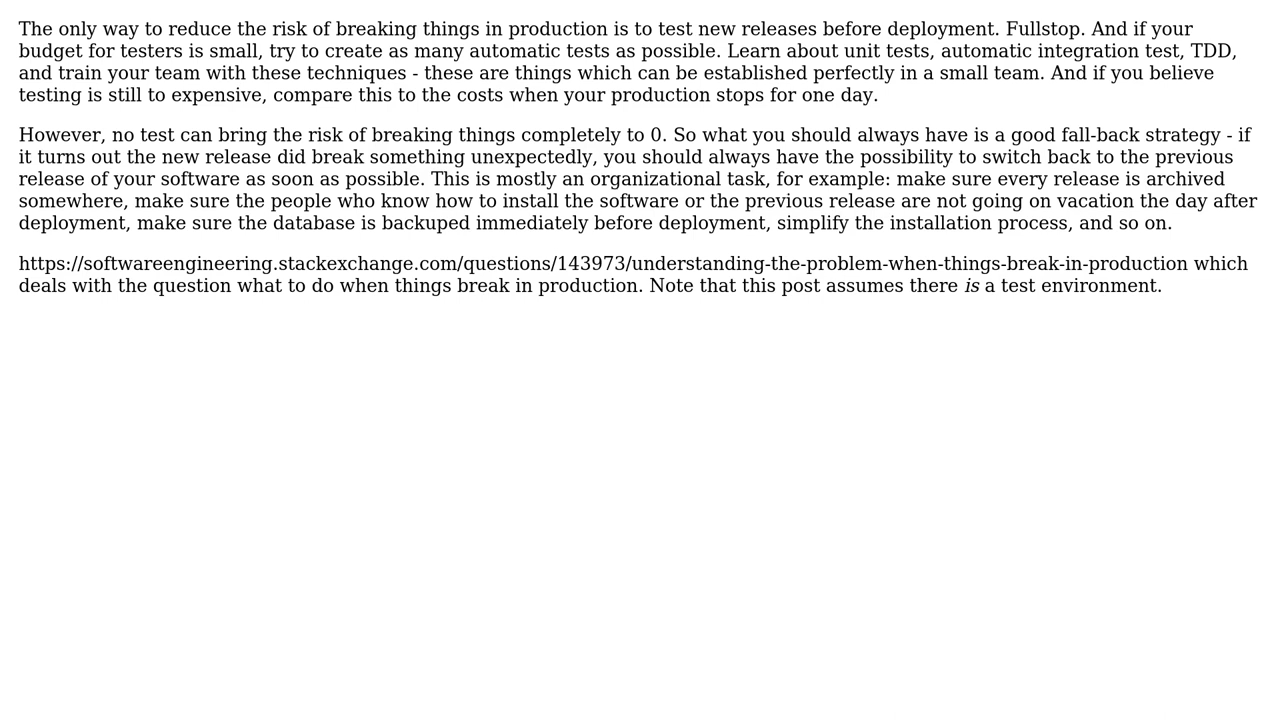 The only way to reduce the risk of breaking things in production is to test new releases before deployment. Fullstop. And if your
budget for testers is small, try to create as many automatic tests as possible. Learn about unit tests, automatic integration test, TDD,
and train your team with these techniques - these are things which can be established perfectly in a small team. And if you believe
testing is still to expensive, compare this to the costs when your production stops for one day.
However, no test can bring the risk of breaking things completely to 0. So what you should always have is a good fall-back strategy - if
it turns out the new release did break something unexpectedly, you should always have the possibility to switch back to the previous
release of your software as soon as possible. This is mostly an organizational task, for example: make sure every release is archived
somewhere, make sure the people who know how to install the software or the previous release are not going on vacation the day after
deployment, make sure the database is backuped immediately before deployment, simplify the installation process, and so on.
https://softwareengineering.stackexchange.com/questions/143973/understanding-the-problem-when-things-break-in-production which
deals with the question what to do when things break in production. Note that this post assumes there is a test environment.